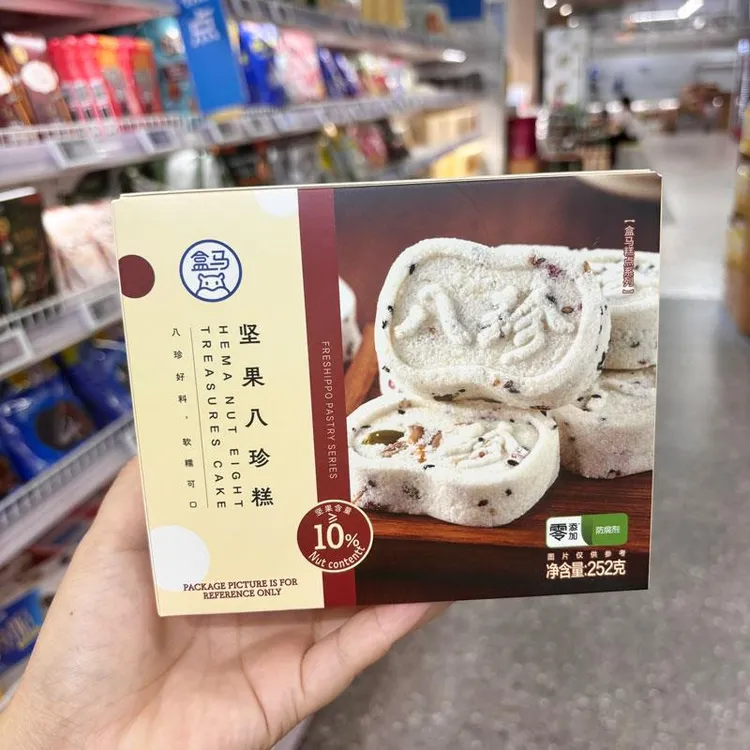 盒马
坚果八珍糕
HEMA NUT EIGHT
TREASURES CAKE
八珍好料，软糯可口
FRESHIPPO PASTRY SERIES
坚果含量
≥
10%
Nut content
PACKAGE PICTURE IS FOR
REFERENCE ONLY
八珍
【盒马糕点系列】
零添加
防腐剂
图片仅供参考
净含量:252克